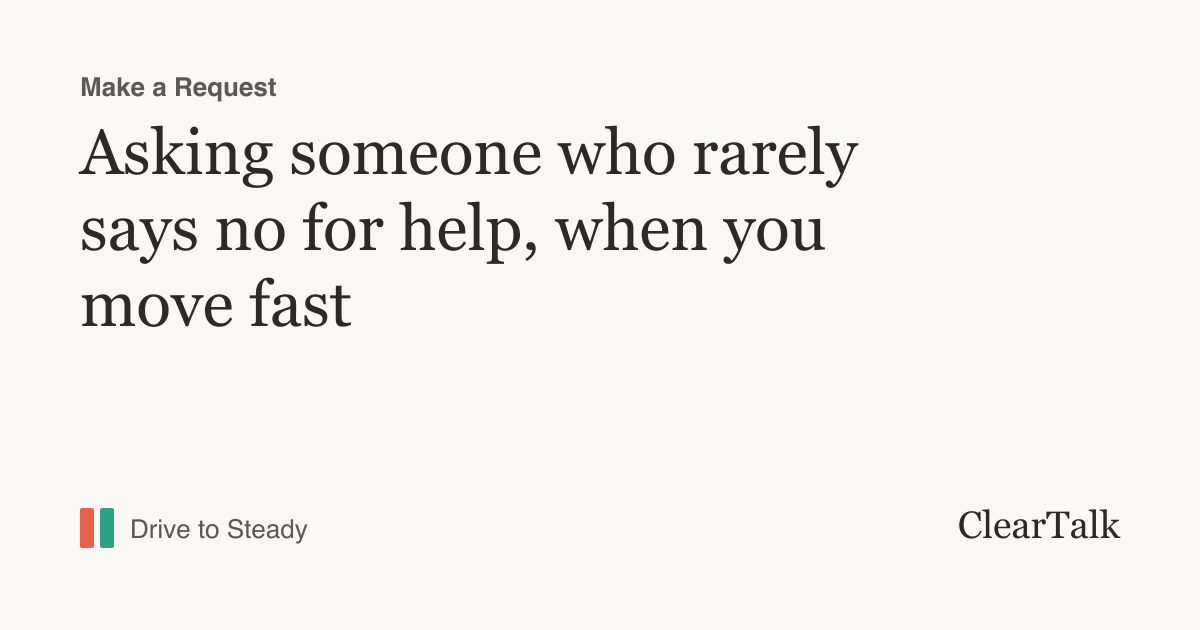 Make a Request
Asking someone who rarely
says no for help, when you
move fast
Drive to Steady
ClearTalk